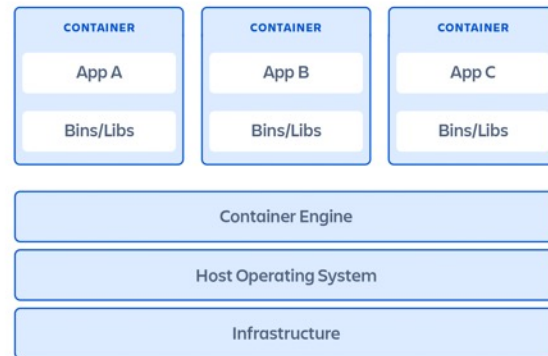 CONTAINER CONTAINER CONTAINER
App A App B App C
Bins/Libs Bins/Libs Bins/Libs
Container Engine
Host Operating System
Infrastructure